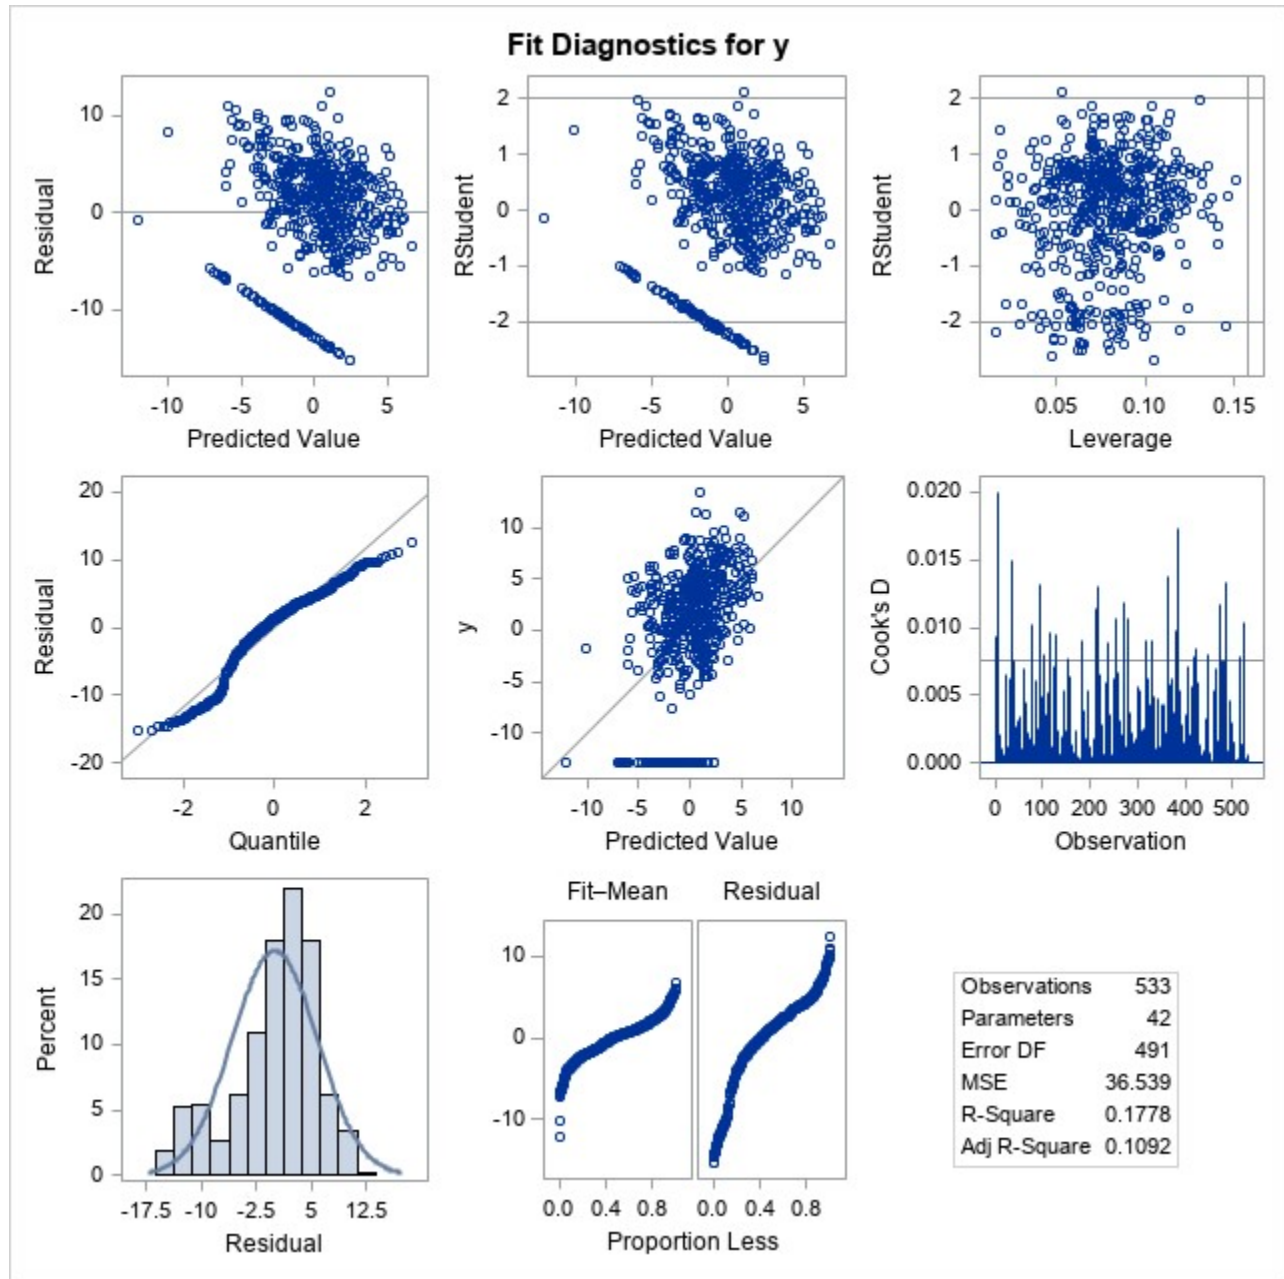 Fit Diagnostics for y
Residual
10
0
-10
-10 -5 0 5
Predicted Value
RStudent
2
1
0
-1
-2
-10 -5 0 5
Predicted Value
RStudent
2
1
0
-1
-2
0.05 0.10 0.15
Leverage
Residual
20
10
0
-10
-20
-2 0 2
Quantile
y
10
5
0
-5
-10
-10 -5 0 5 10
Predicted Value
Cook's D
0.020
0.015
0.010
0.005
0.000
0 100 200 300 400 500
Observation
Percent
20
15
10
5
0
-17.5 -10 -2.5 5 12.5
Residual
Fit–Mean Residual
10
0
-10
0.0 0.4 0.8 0.0 0.4 0.8
Proportion Less
Observations 533
Parameters 42
Error DF 491
MSE 36.539
R-Square 0.1778
Adj R-Square 0.1092